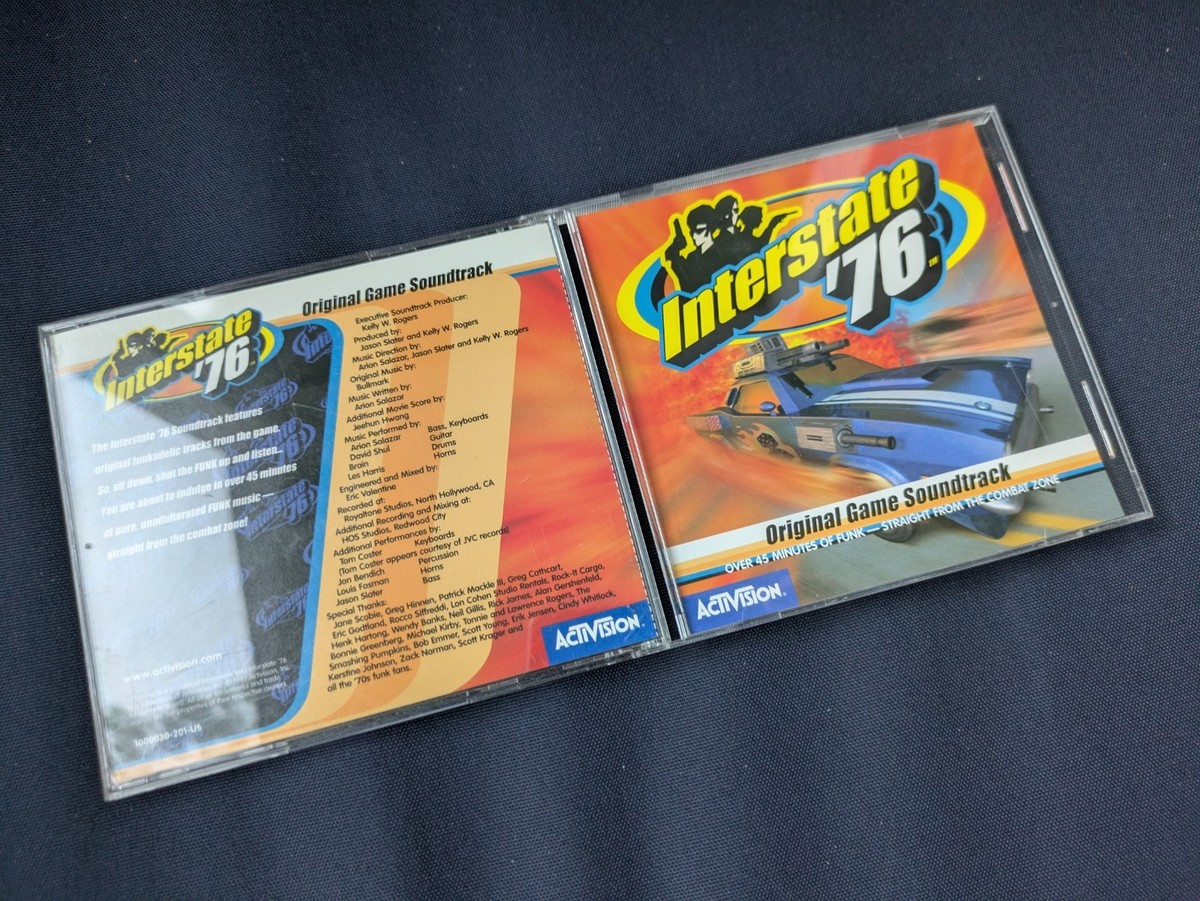 Interstate
'76
Original Game Soundtrack
The Interstate '76 Soundtrack features
original funkadelic tracks from the game.
So, sit down, shut the FUNK up and listen...
You are about to indulge in over 45 minutes
of pure, unadulterated FUNK music —
straight from the combat zone!
www.activision.com
1000030-201-US
Executive Soundtrack Producer:
Kelly W. Rogers
Produced by:
Jason Slater and Kelly W. Rogers
Music Direction by:
Arion Salazar, Jason Slater and Kelly W. Rogers
Original Music by:
Bullmark
Music Written by:
Arion Salazar
Additional Movie Score by:
Jeehun Hwang
Music Performed by:
Arion Salazar Bass, Keyboards
David Shul Guitar
Brain Drums
Les Harris Horns
Engineered and Mixed by:
Eric Valentine
Recorded at:
Royaltone Studios, North Hollywood, CA
Additional Recording and Mixing at:
HOS Studios, Redwood City
Additional Performances by:
Tom Coster Keyboards
(Tom Coster appears courtesy of JVC records)
Jon Bendich Percussion
Louis Fasman Horns
Jason Slater Bass
Special Thanks:
Jane Scobie, Greg Hinnen, Patrick Mackle III, Greg Cathcart,
Eric Godtland, Rocco Siffredi, Lon Cohen Studio Rentals, Rock-It Cargo,
Henk Hartong, Wendy Banks, Neil Gillis, Rick James, Alan Gershenfeld,
Bonnie Greenberg, Michael Kirby, Tonnie and Lawrence Rogers, The
Smashing Pumpkins, Bob Emmer, Scott Young, Erik Jensen, Cindy Whitlock,
Kerstine Johnson, Zack Norman, Scott Krager and
all the '70s funk fans.
ACTIVISION.
Interstate
'76™
Original Game Soundtrack
OVER 45 MINUTES OF FUNK — STRAIGHT FROM THE COMBAT ZONE
ACTIVISION.